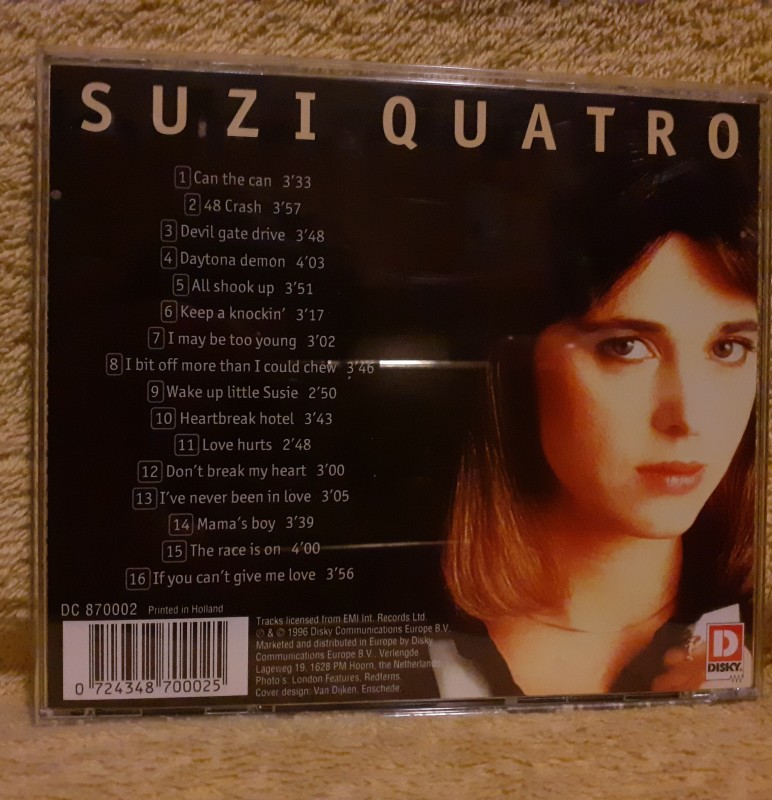 SUZI QUATRO
1 Can the can 3'33
2 48 Crash 3'57
3 Devil gate drive 3'48
4 Daytona demon 4'03
5 All shook up 3'51
6 Keep a knockin' 3'17
7 I may be too young 3'02
8 I bit off more than I could chew 3'46
9 Wake up little Susie 2'50
10 Heartbreak hotel 3'43
11 Love hurts 2'48
12 Don't break my heart 3'00
13 I've never been in love 3'05
14 Mama's boy 3'39
15 The race is on 4'00
16 If you can't give me love 3'56
DC 870002 Printed in Holland
0 724348 700025
Tracks licensed from EMI Int. Records Ltd.
℗ & © 1996 Disky Communications Europe B.V.
Marketed and distributed in Europe by Disky
Communications Europe B.V., Verlengde
Lageweg 19, 1628 PM Hoorn, the Netherlands
Photo's: London Features, Redferns.
Cover design: Van Dijken, Enschede.
D
DISKY.